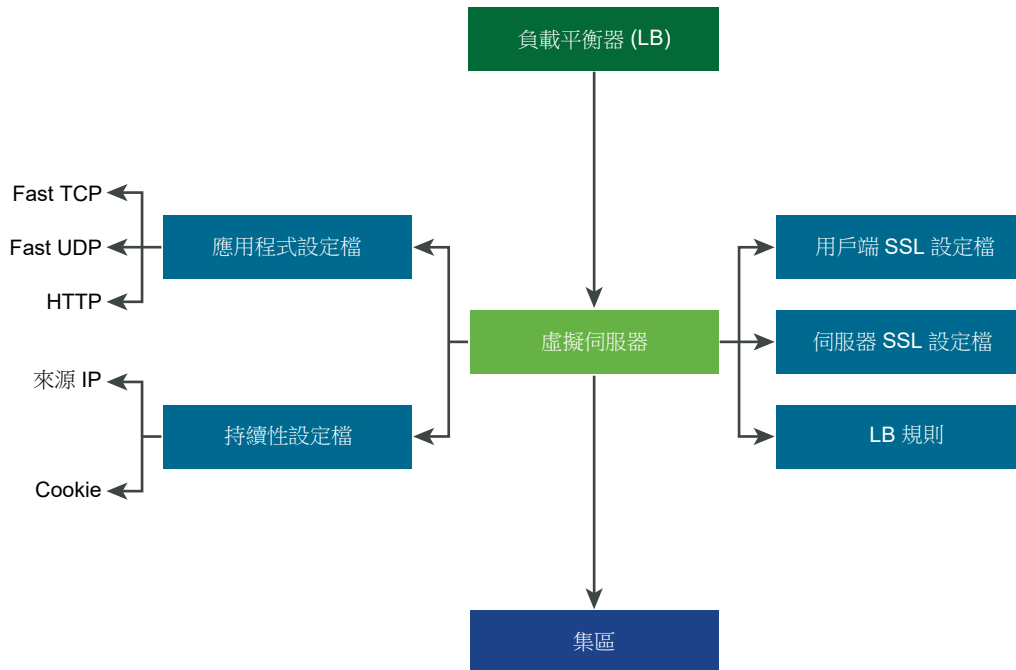 負載平衡器 (LB)
Fast TCP
Fast UDP
HTTP
應用程式設定檔
用戶端 SSL 設定檔
虛擬伺服器
伺服器 SSL 設定檔
來源 IP
Cookie
持續性設定檔
LB 規則
集區